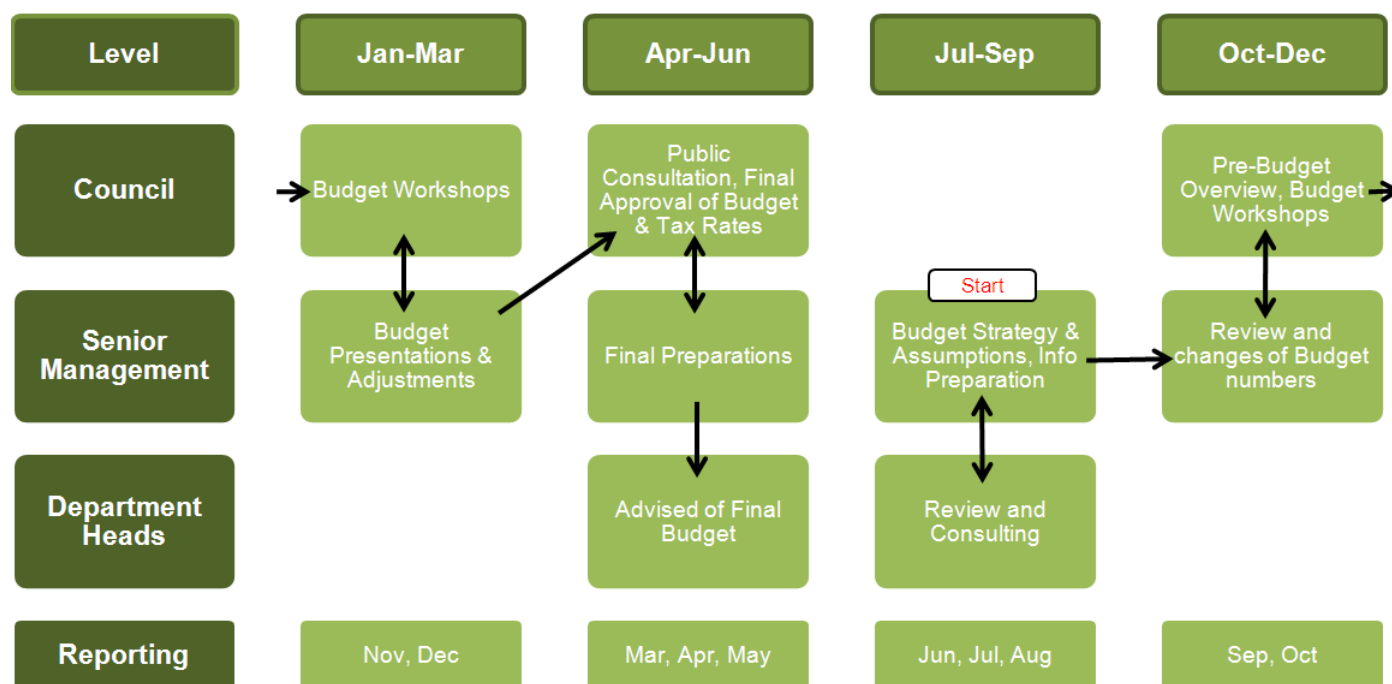 Level
Jan-Mar
Apr-Jun
Jul-Sep
Oct-Dec
Council
Budget Workshops
Public
Consultation, Final
Approval of Budget
& Tax Rates
Pre-Budget
Overview, Budget
Workshops
Senior
Management
Budget
Presentations &
Adjustments
Final Preparations
Start
Budget Strategy &
Assumptions, Info
Preparation
Review and
changes of Budget
numbers
Department
Heads
Advised of Final
Budget
Review and
Consulting
Reporting
Nov, Dec
Mar, Apr, May
Jun, Jul, Aug
Sep, Oct